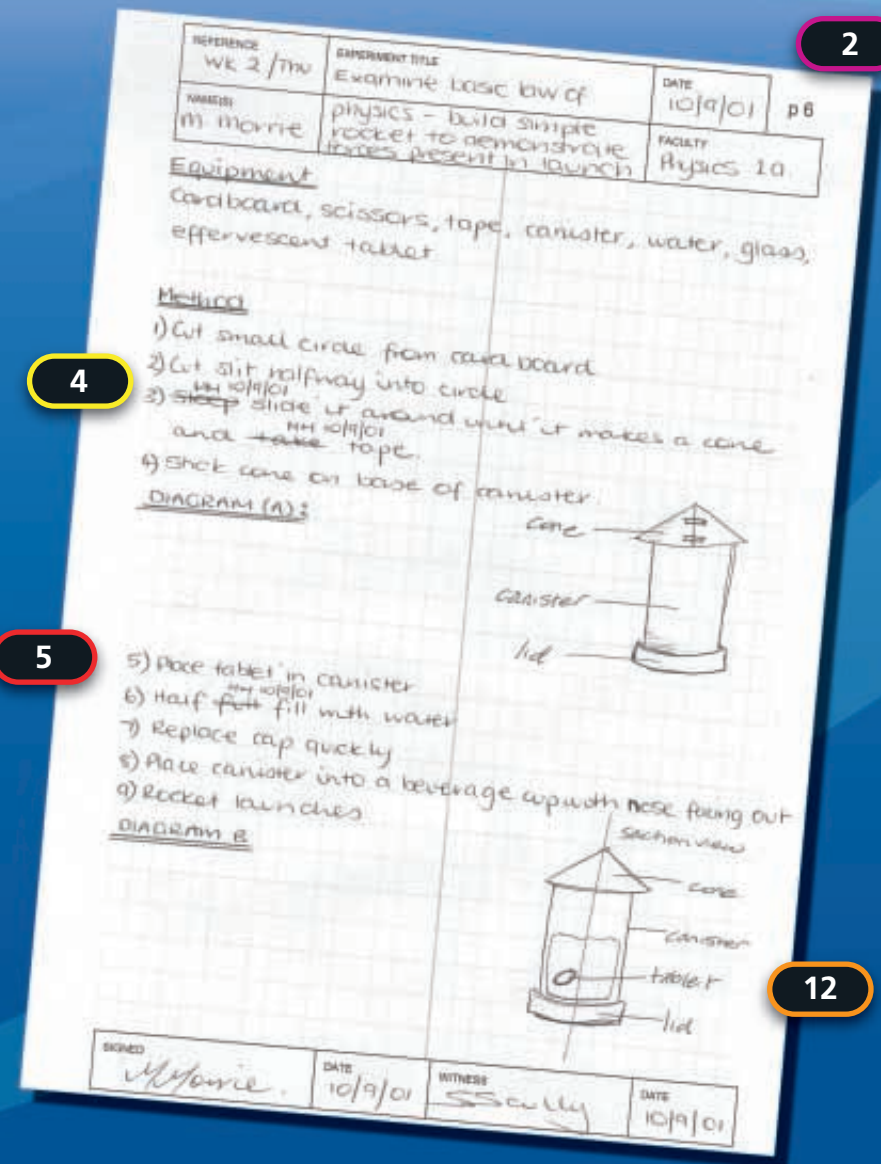 2
REFERENCE
WK 2 / Thu
EXPERIMENT TITLE
Examine basic law of
physics - build simple
rocket to demonstrate
forces present in launch
DATE
10/9/01
p 6
NAME(S)
M Morrie
FACULTY
Physics 1a
Equipment
Cardboard, scissors, tape, canister, water, glass,
effervescent tablet
Method
1) Cut small circle from card board
2) Cut slit halfway into circle
4
MM 10/9/01
3) slide it around until it makes a cone
MM 10/9/01
and take tape.
4) Stick cone on base of canister.
DIAGRAM (A):
cone
canister
lid
5
5) Place tablet in canister
MM 10/9/01
6) Half full fill with water
7) Replace cap quickly
8) Place canister into a beverage cup with nose facing out
9) Rocket launches
DIAGRAM B
section view
cone
canister
tablet
lid
12
SIGNED
MMorrie.
DATE
10/9/01
WITNESS
SScully
DATE
10/9/01